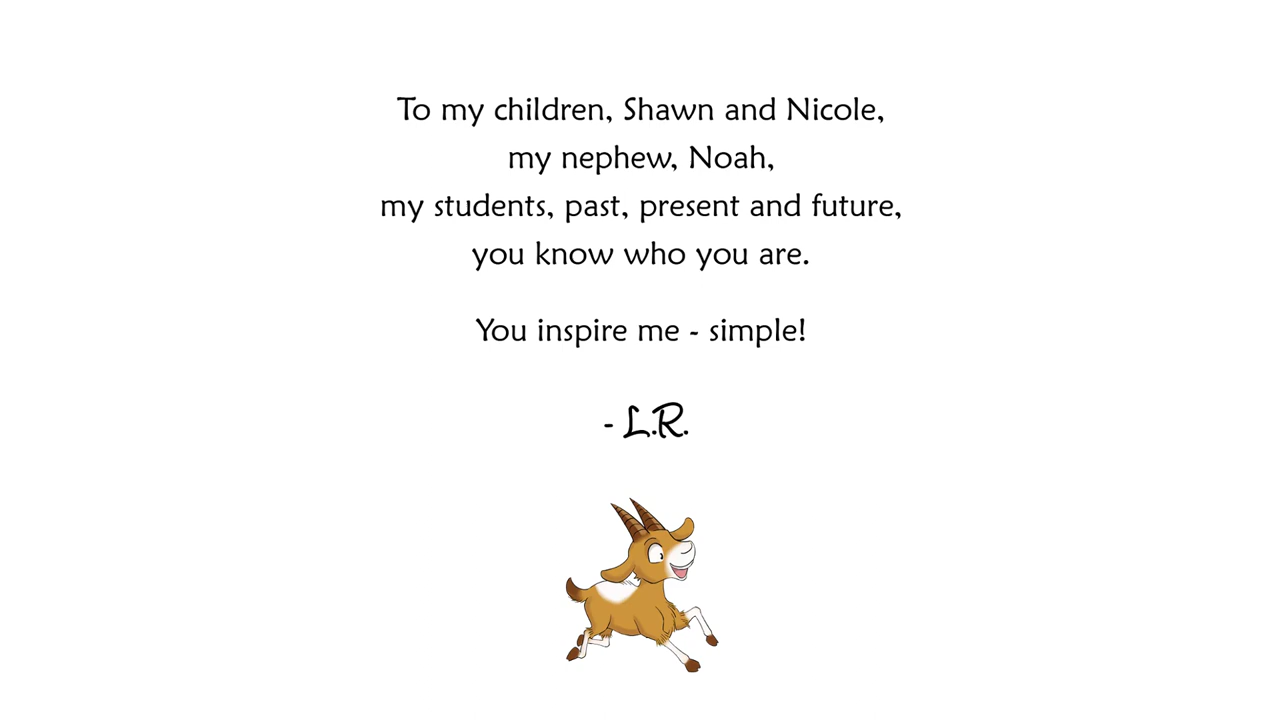 To my children, Shawn and Nicole,
my nephew, Noah,
my students, past, present and future,
you know who you are.
You inspire me - simple!
- L.R.